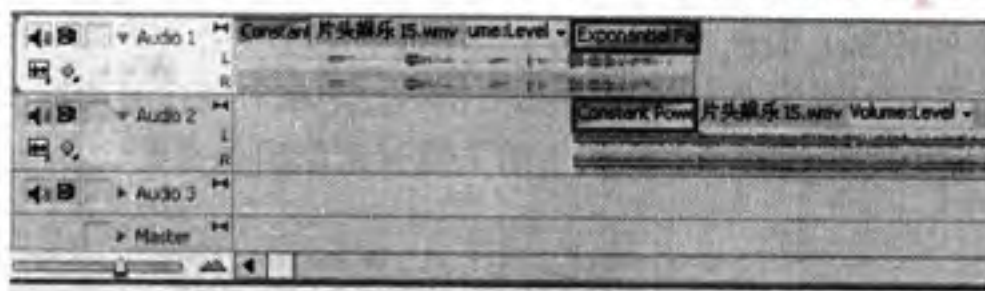 Audio 1 Constant 片头娱乐 15.wmv ume:Level Exponential Fa
L
R
Audio 2 Constant Powe 片头娱乐 15.wmv Volume:Level
L
R
Audio 3
Master